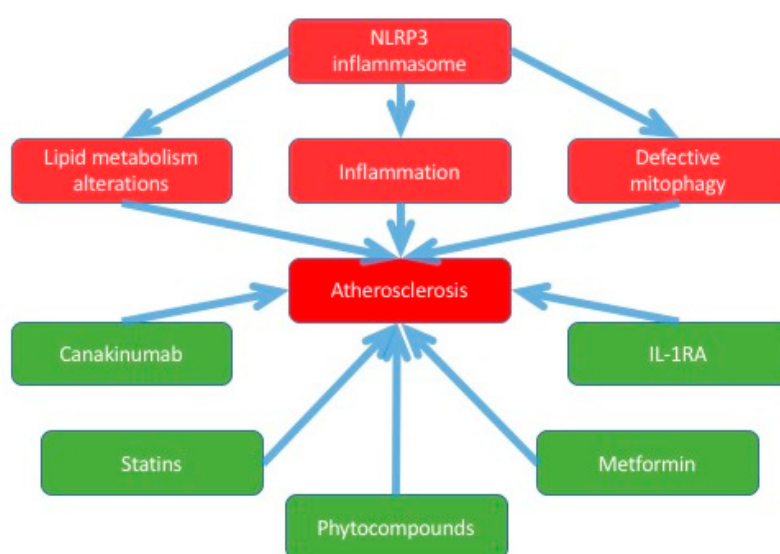 NLRP3
inflammasome
Lipid metabolism
alterations
Inflammation
Defective
mitophagy
Atherosclerosis
Canakinumab
IL-1RA
Statins
Metformin
Phytocompounds